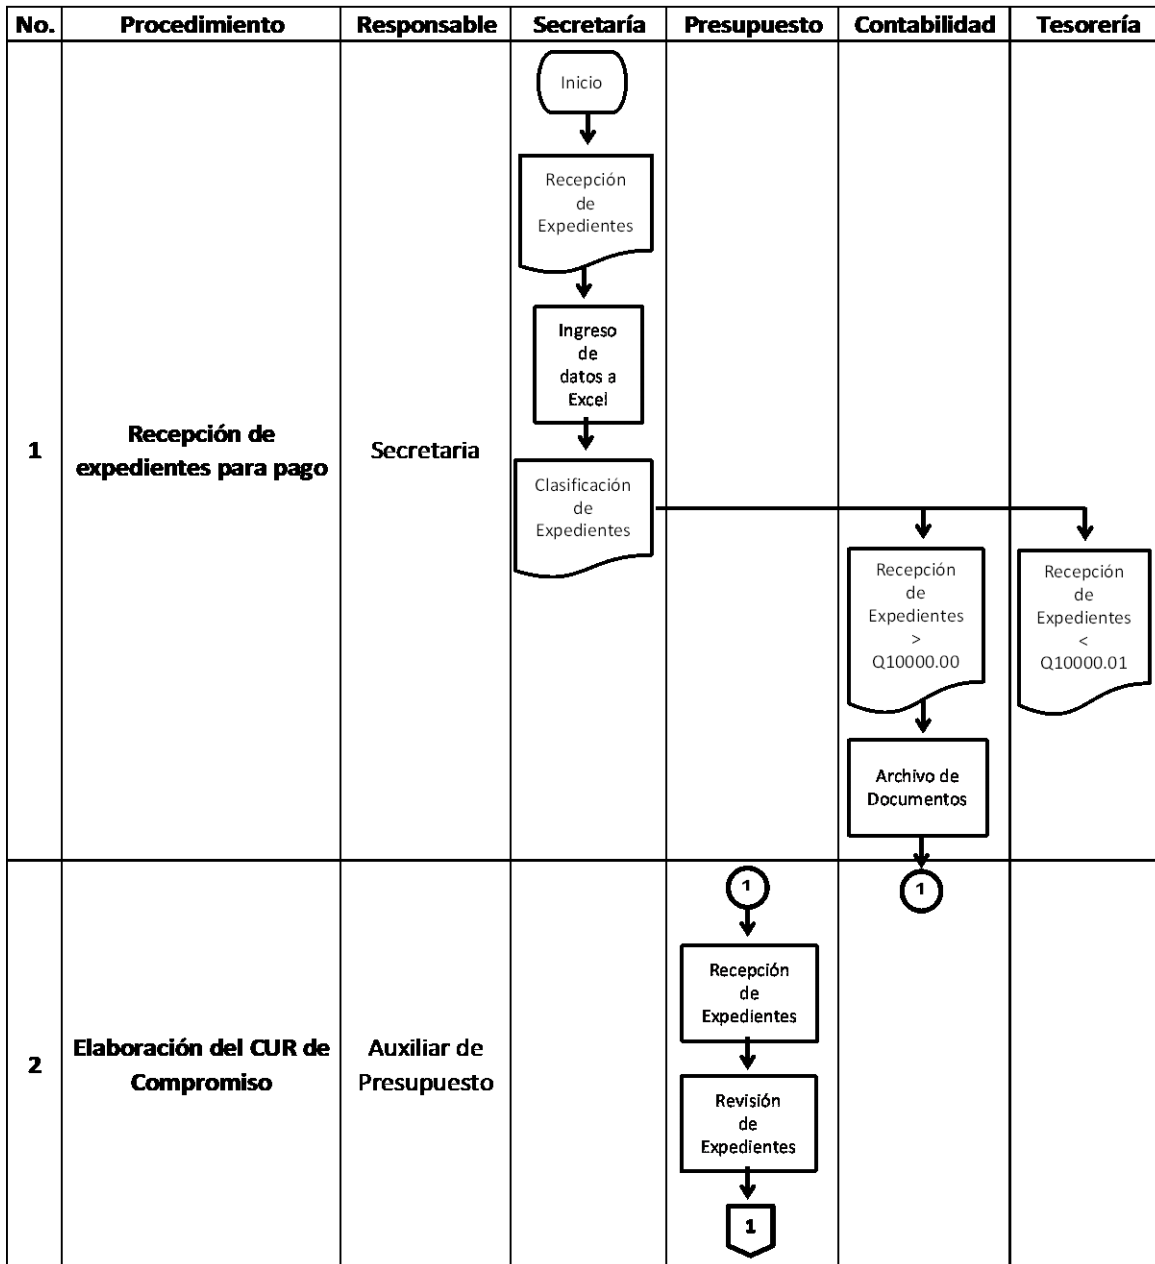 No.
Procedimiento
Responsable
Secretaría
Presupuesto
Contabilidad
Tesorería
1
Recepción de
expedientes para pago
Secretaria
Inicio
Recepción
de
Expedientes
Ingreso
de
datos a
Excel
Clasificación
de
Expedientes
Recepción
de
Expedientes
>
Q10000.00
Archivo de
Documentos
Recepción
de
Expedientes
<
Q10000.01
2
Elaboración del CUR de
Compromiso
Auxiliar de
Presupuesto
1
Recepción
de
Expedientes
Revisión
de
Expedientes
1
1